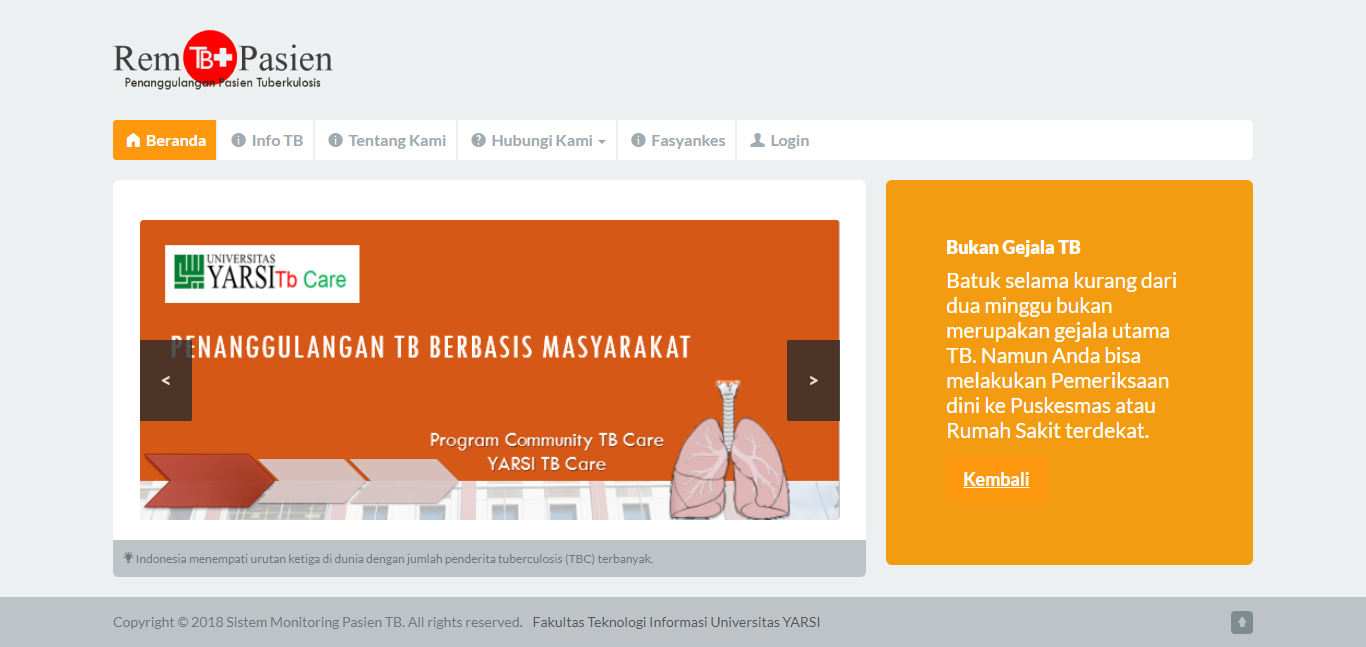 Rem TB Pasien
Penanggulangan Pasien Tuberkulosis
Beranda
Info TB
Tentang Kami
Hubungi Kami
Fasyankes
Login
UNIVERSITAS
YARSI Tb Care
PENANGGULANGAN TB BERBASIS MASYARAKAT
<
>
Program Community TB Care
YARSI TB Care
Indonesia menempati urutan ketiga di dunia dengan jumlah penderita tuberculosis (TBC) terbanyak.
Bukan Gejala TB
Batuk selama kurang dari
dua minggu bukan
merupakan gejala utama
TB. Namun Anda bisa
melakukan Pemeriksaan
dini ke Puskesmas atau
Rumah Sakit terdekat.
Kembali
Copyright © 2018 Sistem Monitoring Pasien TB. All rights reserved. Fakultas Teknologi Informasi Universitas YARSI